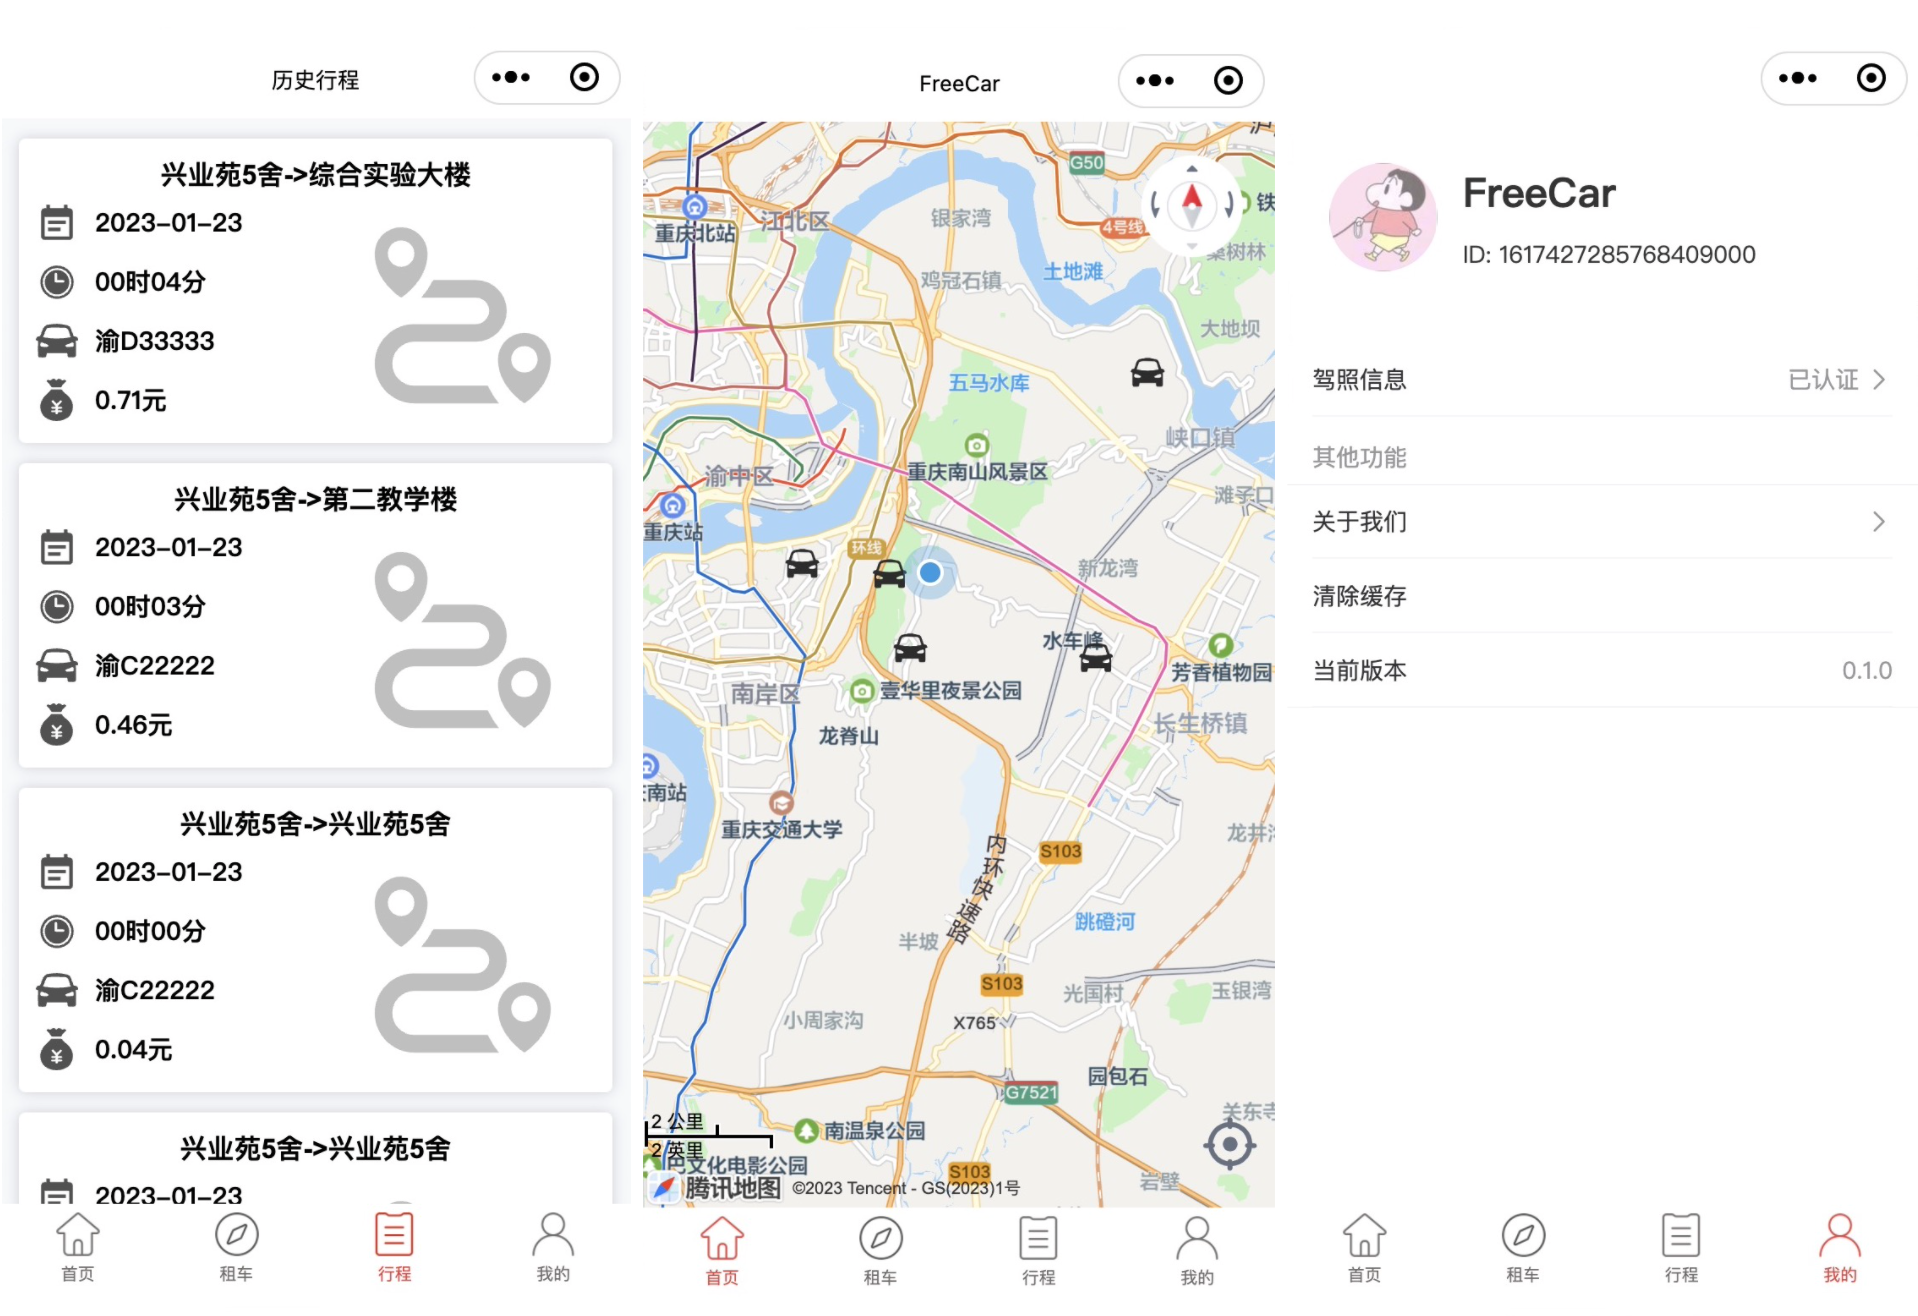 历史行程
兴业苑5舍->综合实验大楼
2023-01-23
00时04分
渝D33333
0.71元
兴业苑5舍->第二教学楼
2023-01-23
00时03分
渝C22222
0.46元
兴业苑5舍->兴业苑5舍
2023-01-23
00时00分
渝C22222
0.04元
兴业苑5舍->兴业苑5舍
2023-01-23
首页
租车
行程
我的
FreeCar
G50
江北区
银家湾
铁
重庆北站
4号线
桑树林
鸡冠石镇
土地滩
大地坝
五马水库
峡口镇
渝中区
重庆南山风景区
滩子口
重庆站
环线
新龙湾
水车峰
芳香植物园
南岸区
壹华里夜景公园
龙脊山
长生桥镇
南站
重庆交通大学
内环快速路
S103
龙井
跳磴河
半坡
S103
光国村
玉银湾
小周家沟
X765
园包石
G7521
关东寺
2 公里
南温泉公园
2 英里
巴文化电影公园
S103
岩壁
腾讯地图
©2023 Tencent - GS(2023)1号
首页
租车
行程
我的
FreeCar
ID: 1617427285768409000
驾照信息
已认证
其他功能
关于我们
清除缓存
当前版本
0.1.0
首页
租车
行程
我的